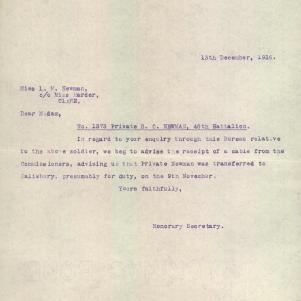 13th December, 1916.
Miss L. M. Newman,
c/o Miss Harder,
CLARE,
Dear Madam,
No. 1373 Private S. C. NEWMAN, 48th Battalion.
In regard to your enquiry through this Bureau relative
to the above soldier, we beg to advise the receipt of a cable from the
Commissioners, advising us that Private Newman was transferred to
Salisbury, presumably for duty, on the 9th November.
Yours faithfully,
Honorary Secretary.